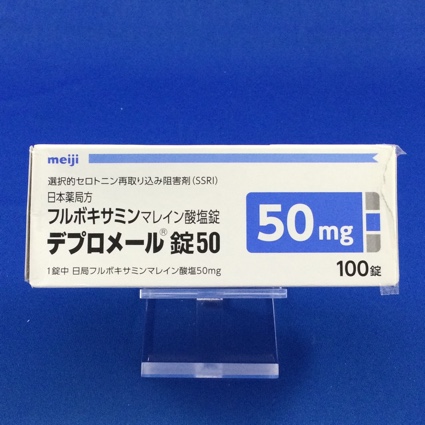 meiji
選択的セロトニン再取り込み阻害剤(SSRI)
日本薬局方
フルボキサミンマレイン酸塩錠
デプロメール®錠50
1錠中 日局フルボキサミンマレイン酸塩50mg
50mg
100錠